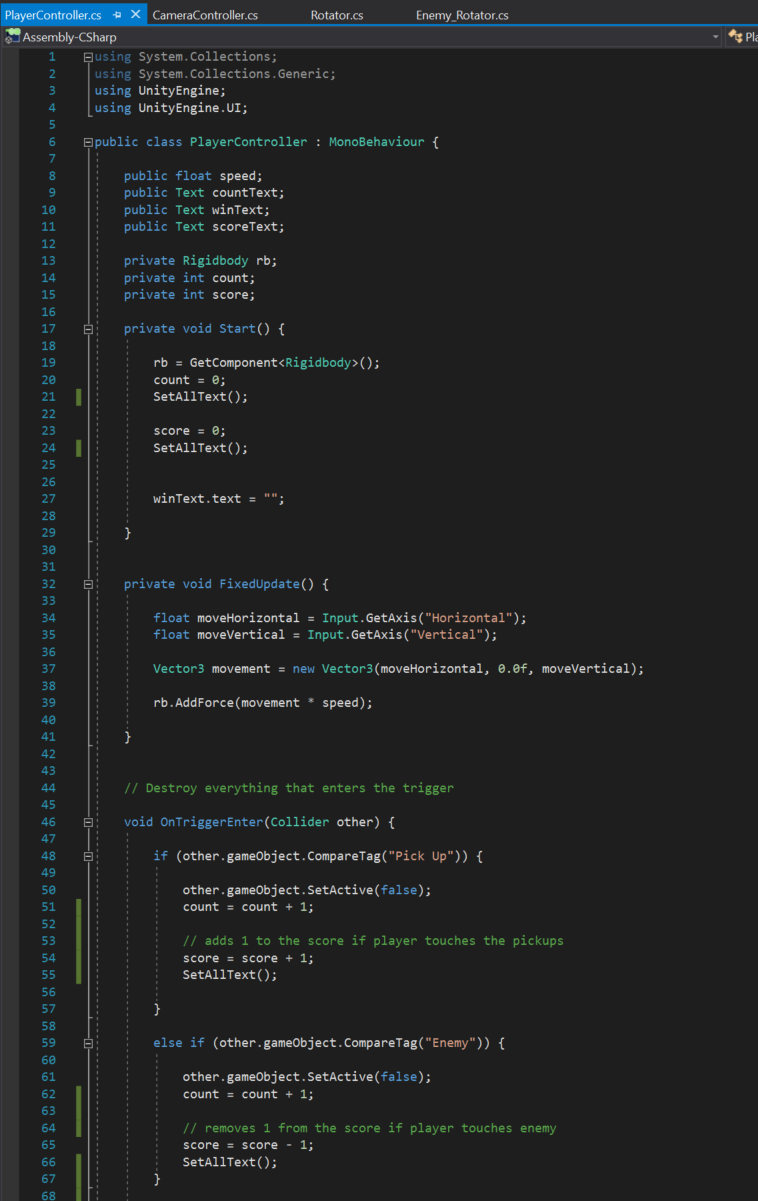 PlayerController.cs CameraController.cs Rotator.cs Enemy_Rotator.cs
Assembly-CSharp
1 using System.Collections;
2 using System.Collections.Generic;
3 using UnityEngine;
4 using UnityEngine.UI;
5
6 public class PlayerController : MonoBehaviour {
7
8 public float speed;
9 public Text countText;
10 public Text winText;
11 public Text scoreText;
12
13 private Rigidbody rb;
14 private int count;
15 private int score;
16
17 private void Start() {
18
19 rb = GetComponent<Rigidbody>();
20 count = 0;
21 SetAllText();
22
23 score = 0;
24 SetAllText();
25
26
27 winText.text = "";
28
29 }
30
31
32 private void FixedUpdate() {
33
34 float moveHorizontal = Input.GetAxis("Horizontal");
35 float moveVertical = Input.GetAxis("Vertical");
36
37 Vector3 movement = new Vector3(moveHorizontal, 0.0f, moveVertical);
38
39 rb.AddForce(movement * speed);
40
41 }
42
43
44 // Destroy everything that enters the trigger
45
46 void OnTriggerEnter(Collider other) {
47
48 if (other.gameObject.CompareTag("Pick Up")) {
49
50 other.gameObject.SetActive(false);
51 count = count + 1;
52
53 // adds 1 to the score if player touches the pickups
54 score = score + 1;
55 SetAllText();
56
57 }
58
59 else if (other.gameObject.CompareTag("Enemy")) {
60
61 other.gameObject.SetActive(false);
62 count = count + 1;
63
64 // removes 1 from the score if player touches enemy
65 score = score - 1;
66 SetAllText();
67 }
68